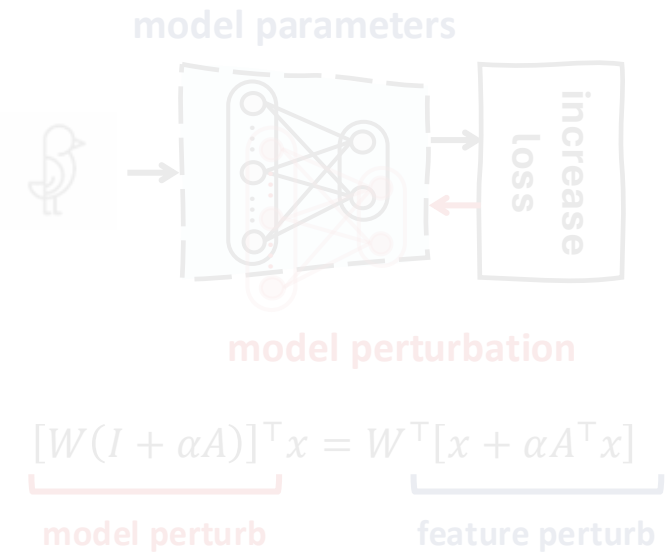 model parameters
increase
loss
model perturbation
[W(I + αA)]ᵀx = Wᵀ[x + αAᵀx]
model perturb
feature perturb